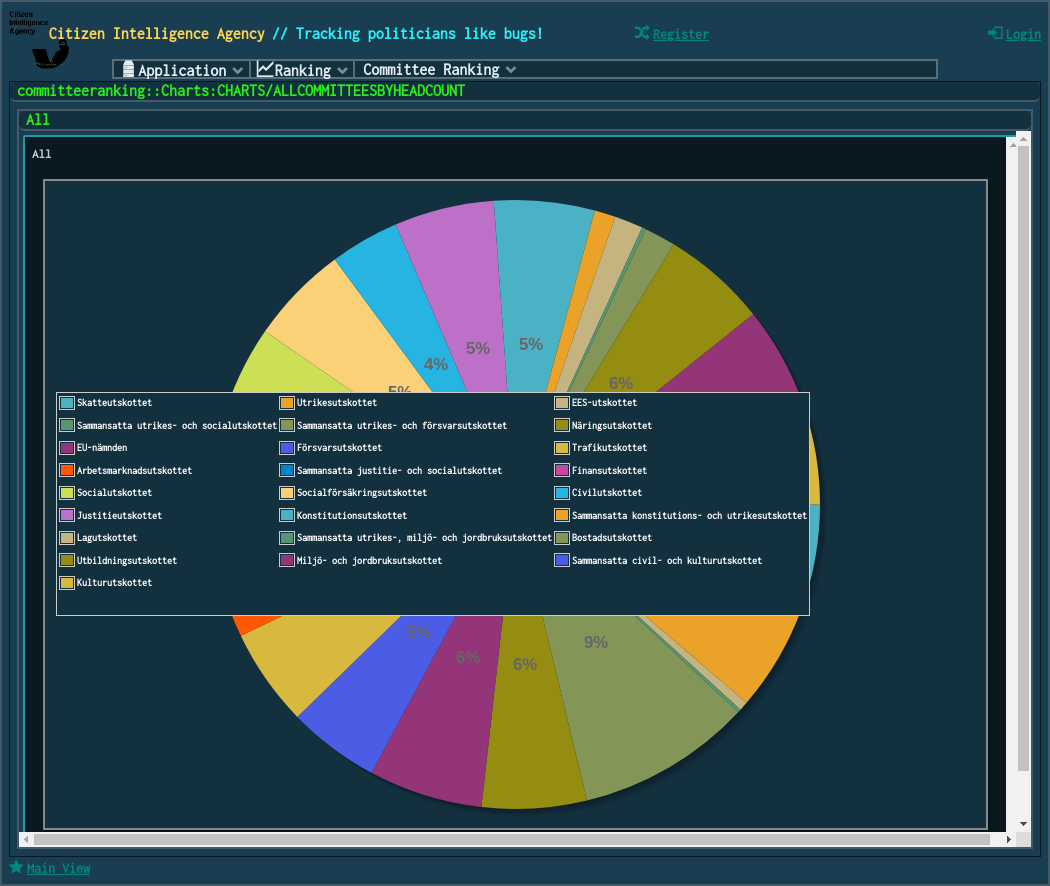 Citizen
Intelligence
Agency
Citizen Intelligence Agency // Tracking politicians like bugs!
Register
Login
Application
Ranking
Committee Ranking
committeeranking::Charts:CHARTS/ALLCOMMITTEESBYHEADCOUNT
All
All
5%
5%
4%
5%
6%
Skatteutskottet
Utrikesutskottet
EES-utskottet
Sammansatta utrikes- och socialutskottet
Sammansatta utrikes- och försvarsutskottet
Näringsutskottet
EU-nämnden
Försvarsutskottet
Trafikutskottet
Arbetsmarknadsutskottet
Sammansatta justitie- och socialutskottet
Finansutskottet
Socialutskottet
Socialförsäkringsutskottet
Civilutskottet
Justitieutskottet
Konstitutionsutskottet
Sammansatta konstitutions- och utrikesutskottet
Lagutskottet
Sammansatta utrikes-, miljö- och jordbruksutskottet
Bostadsutskottet
Utbildningsutskottet
Miljö- och jordbruksutskottet
Sammansatta civil- och kulturutskottet
Kulturutskottet
5%
6%
6%
9%
Main View